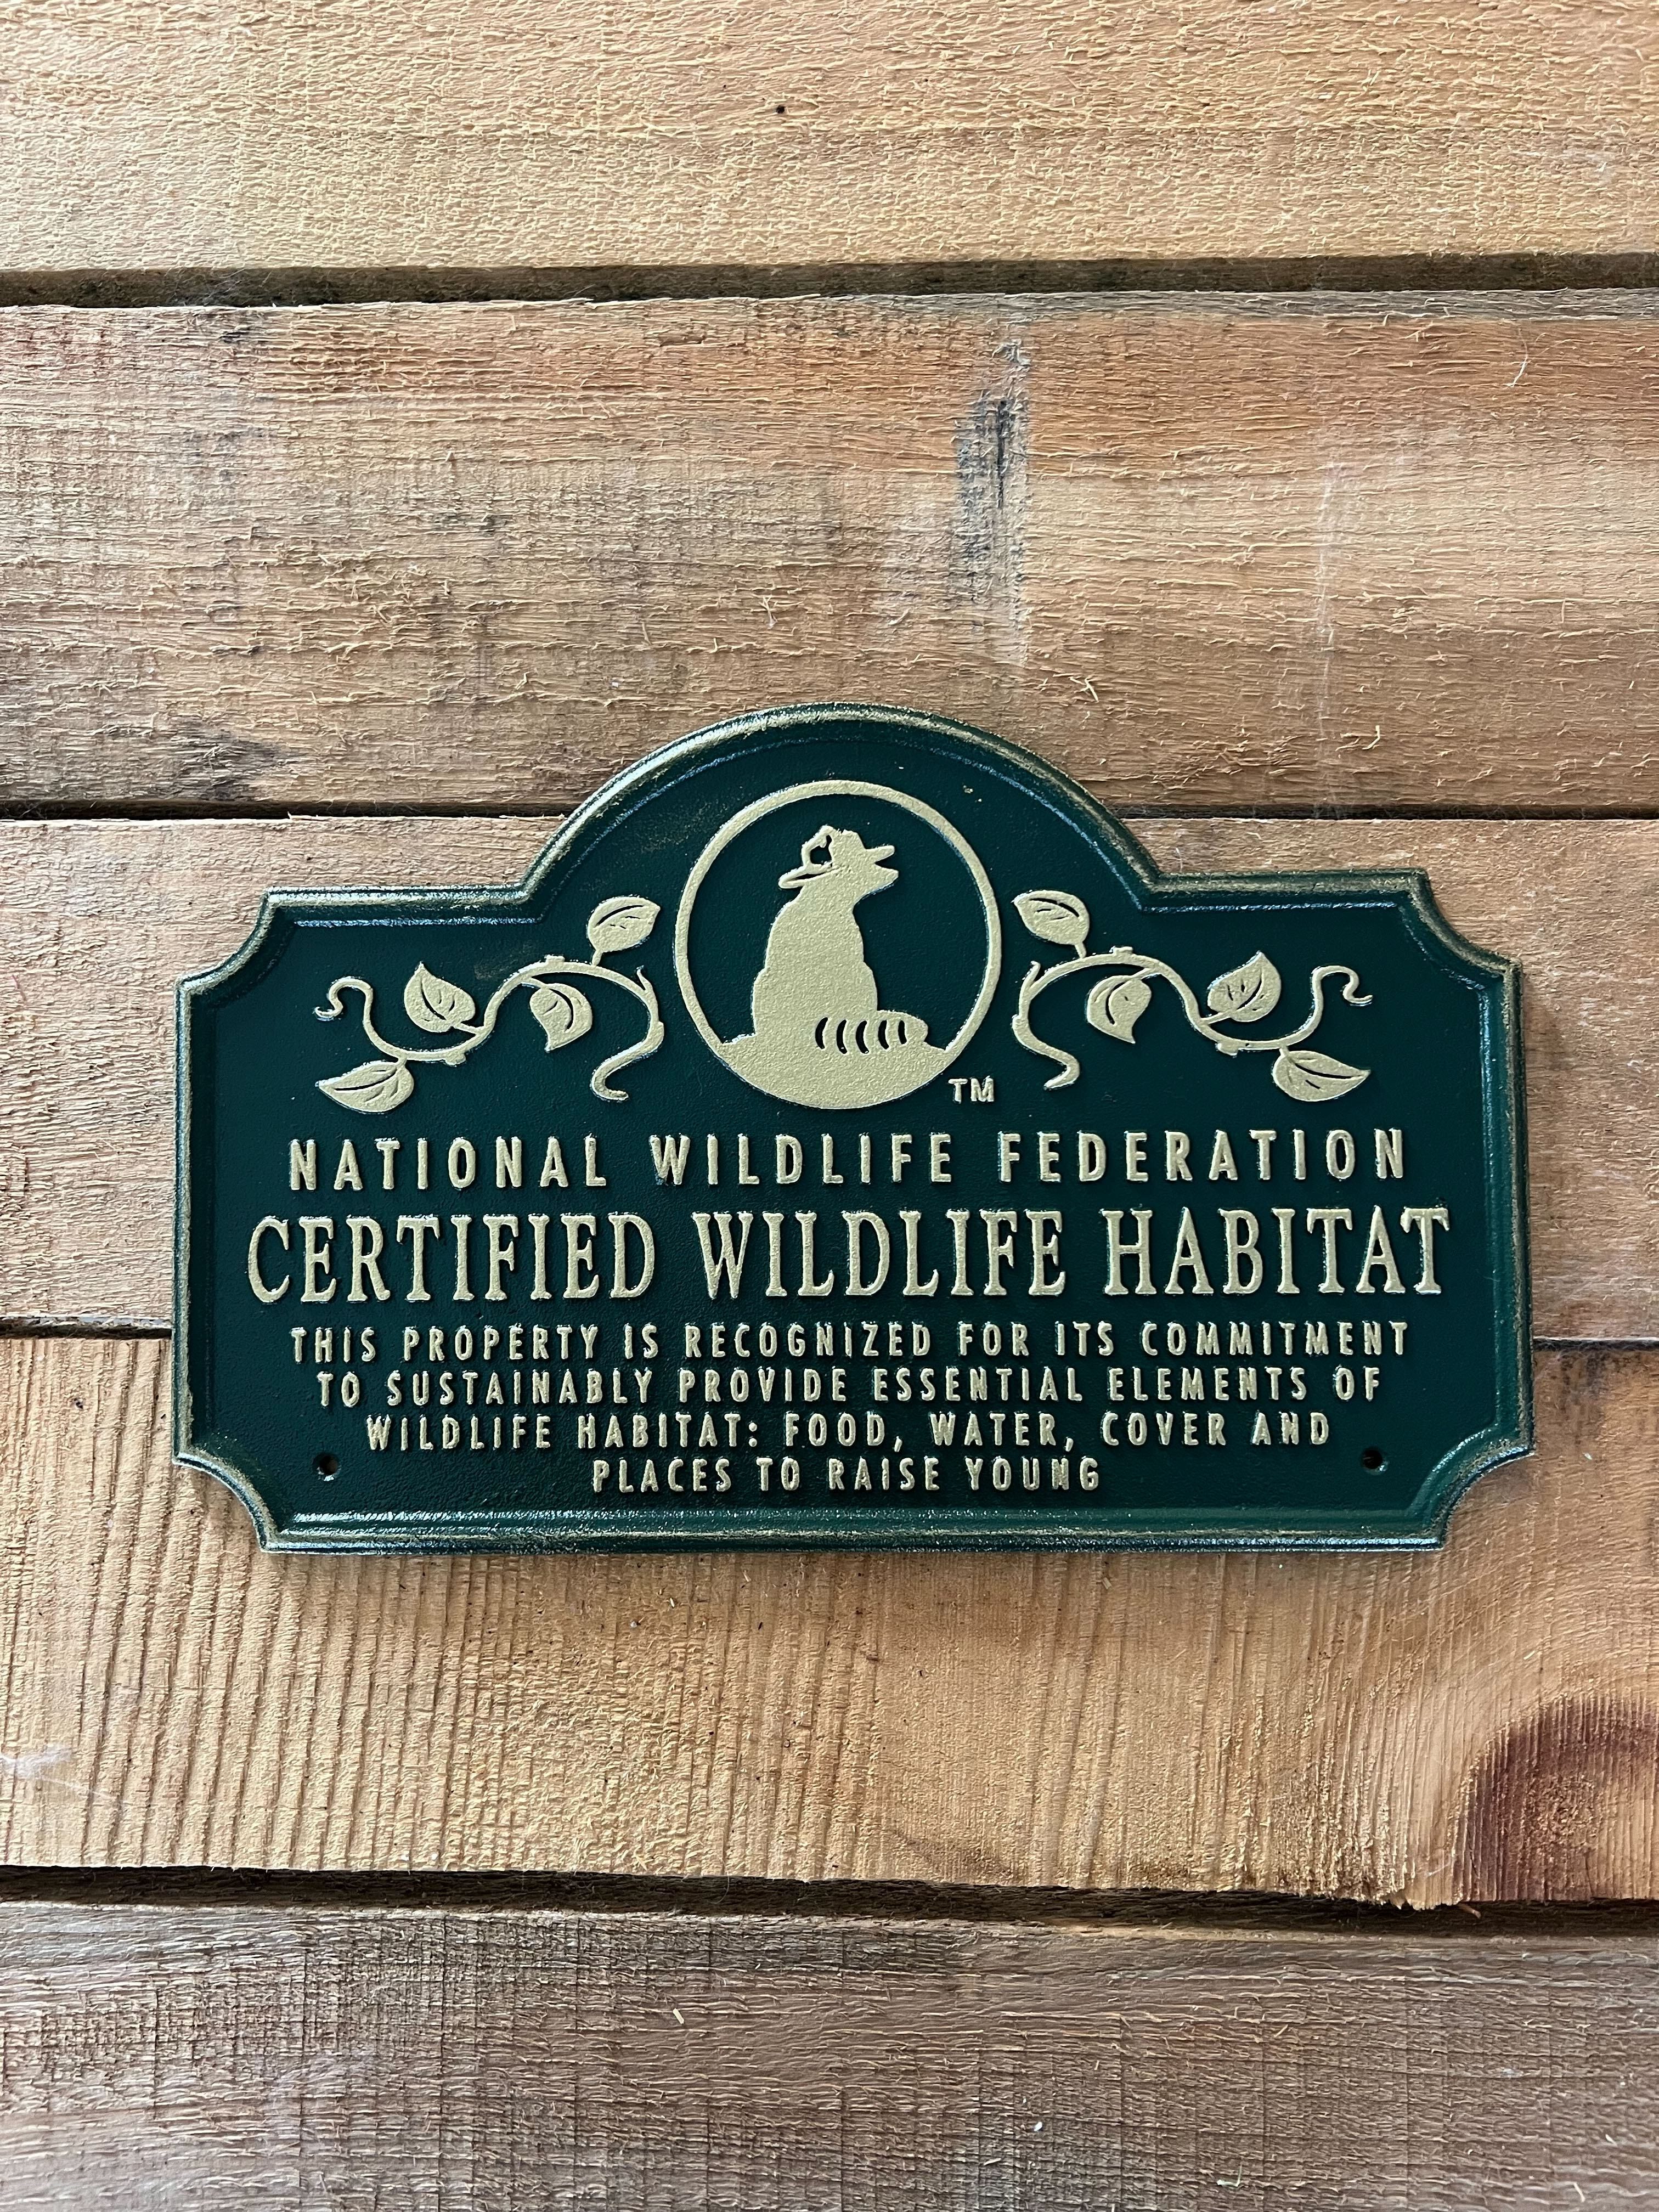 TM
NATIONAL WILDLIFE FEDERATION
CERTIFIED WILDLIFE HABITAT
THIS PROPERTY IS RECOGNIZED FOR ITS COMMITMENT
TO SUSTAINABLY PROVIDE ESSENTIAL ELEMENTS OF
WILDLIFE HABITAT: FOOD, WATER, COVER AND
PLACES TO RAISE YOUNG